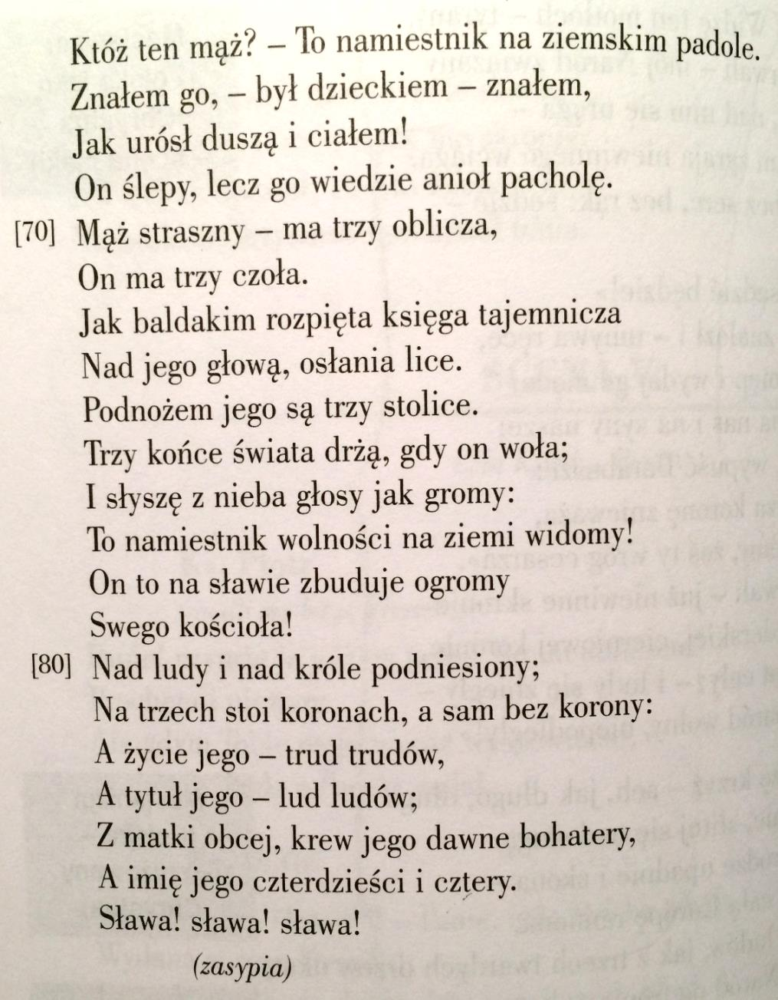 Któż ten mąż? – To namiestnik na ziemskim padole.
Znałem go, – był dzieckiem – znałem,
Jak urósł duszą i ciałem!
On ślepy, lecz go wiedzie anioł pacholę.
[70] Mąż straszny – ma trzy oblicza,
On ma trzy czoła.
Jak baldakim rozpięta księga tajemnicza
Nad jego głową, osłania lice.
Podnożem jego są trzy stolice.
Trzy końce świata drżą, gdy on woła;
I słyszę z nieba głosy jak gromy:
To namiestnik wolności na ziemi widomy!
On to na sławie zbuduje ogromy
Swego kościoła!
[80] Nad ludy i nad króle podniesiony;
Na trzech stoi koronach, a sam bez korony:
A życie jego – trud trudów,
A tytuł jego – lud ludów;
Z matki obcej, krew jego dawne bohatery,
A imię jego czterdzieści i cztery.
Sława! sława! sława!
(zasypia)